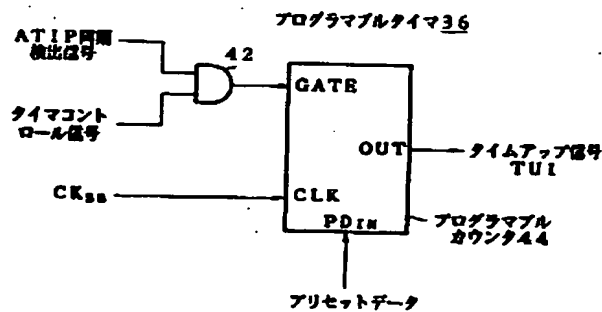 プログラマブルタイマ36
ATIP同期
検出信号
42
GATE
タイマコント
ロール信号
OUT
タイムアップ信号
TUI
CK
CLK
PDIN
プログラマブル
カウンタ44
プリセットデータ